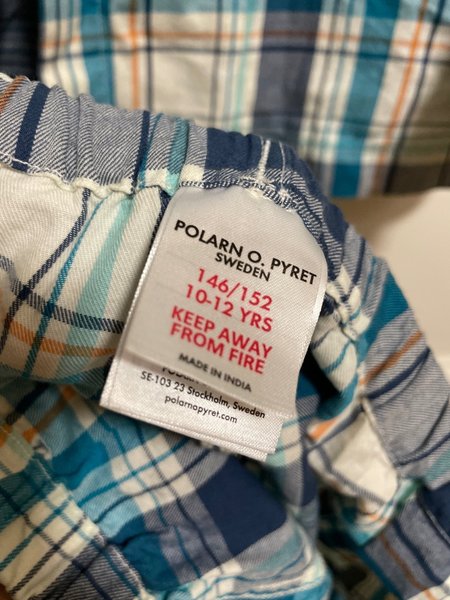 POLARN O. PYRET
SWEDEN
146/152
10-12 YRS
KEEP AWAY
FROM FIRE
MADE IN INDIA
SE-103 23 Stockholm, Sweden
polarnopyret.com